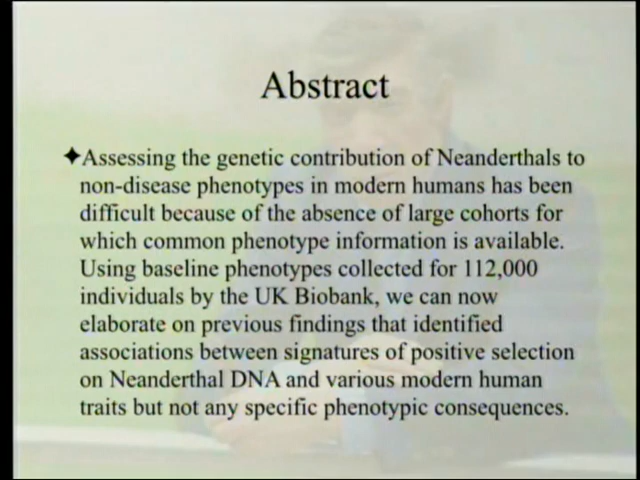 Abstract
✦Assessing the genetic contribution of Neanderthals to
non-disease phenotypes in modern humans has been
difficult because of the absence of large cohorts for
which common phenotype information is available.
Using baseline phenotypes collected for 112,000
individuals by the UK Biobank, we can now
elaborate on previous findings that identified
associations between signatures of positive selection
on Neanderthal DNA and various modern human
traits but not any specific phenotypic consequences.